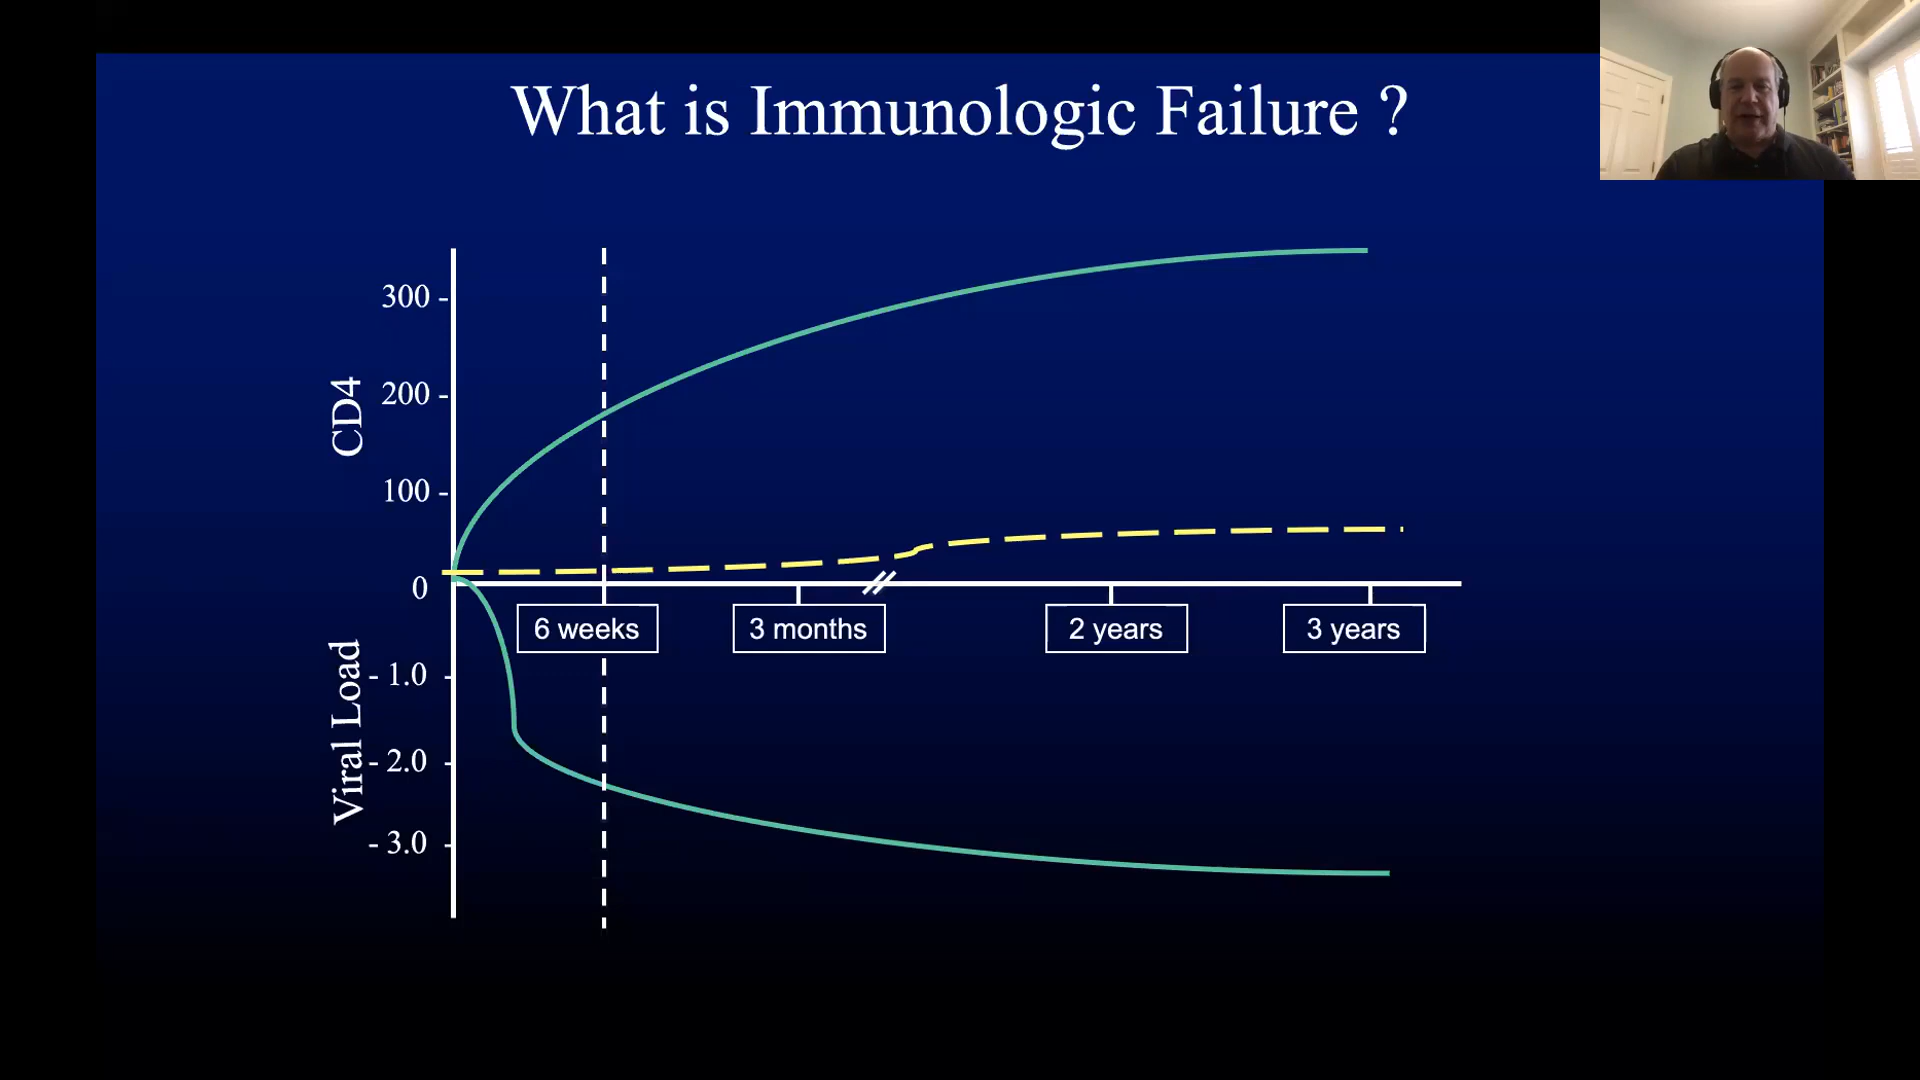 What is Immunologic Failure ?
CD4
300 -
200 -
100 -
0
6 weeks
3 months
2 years
3 years
Viral Load
- 1.0
- 2.0
- 3.0